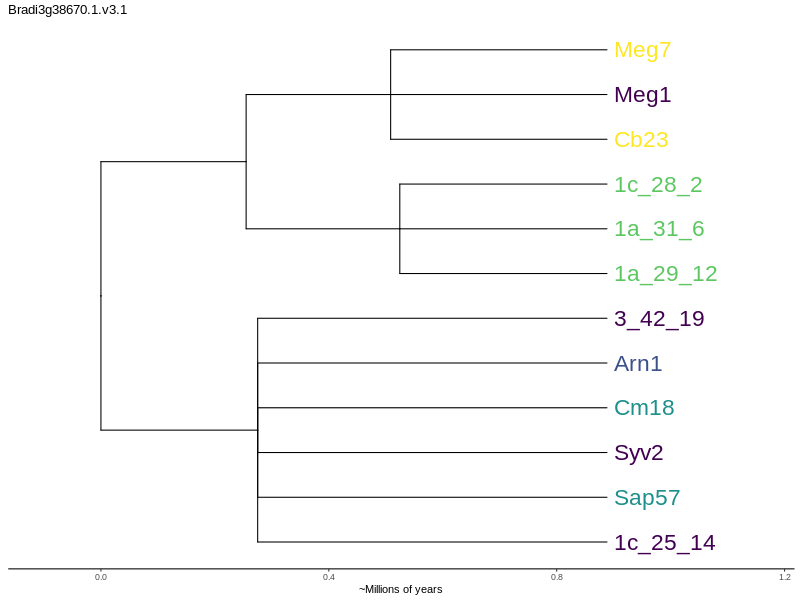 Bradi3g38670.1.v3.1
Meg7
Meg1
Cb23
1c_28_2
1a_31_6
1a_29_12
3_42_19
Arn1
Cm18
Syv2
Sap57
1c_25_14
0.0 0.4 0.8 1.2
~Millions of years